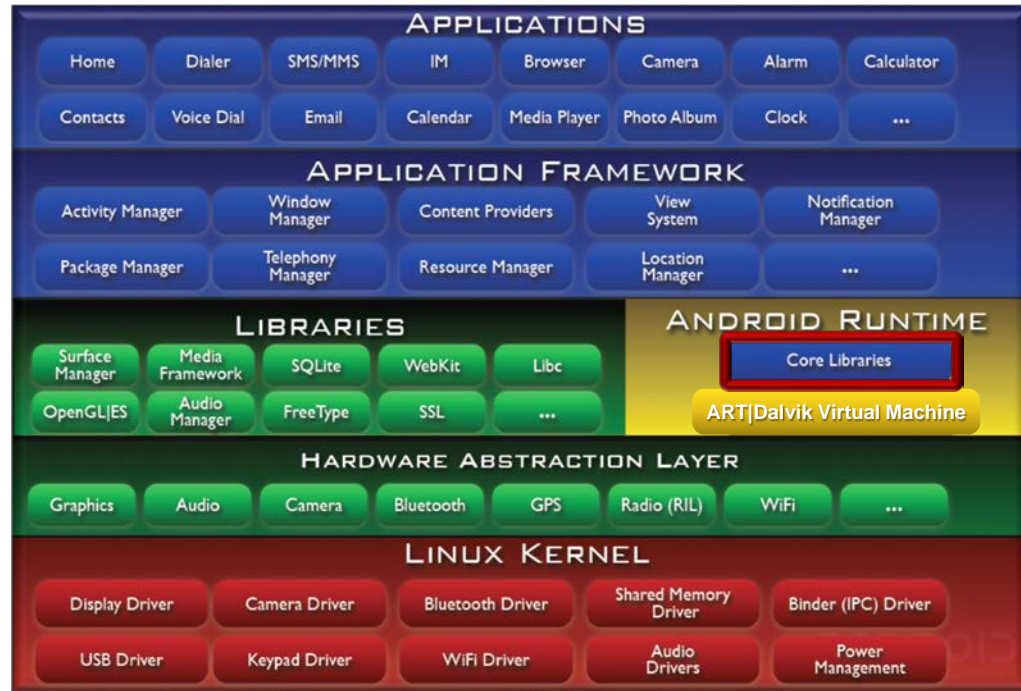 APPLICATIONS
Home Dialer SMS/MMS IM Browser Camera Alarm Calculator
Contacts Voice Dial Email Calendar Media Player Photo Album Clock ...
APPLICATION FRAMEWORK
Activity Manager
Window
Manager
Content Providers
View
System
Notification
Manager
Package Manager
Telephony
Manager
Resource Manager
Location
Manager
...
LIBRARIES
Surface
Manager
Media
Framework
SQLite WebKit Libc
OpenGL|ES
Audio
Manager
FreeType SSL ...
ANDROID RUNTIME
Core Libraries
ART|Dalvik Virtual Machine
HARDWARE ABSTRACTION LAYER
Graphics Audio Camera Bluetooth GPS Radio (RIL) WiFi ...
LINUX KERNEL
Display Driver Camera Driver Bluetooth Driver
Shared Memory
Driver
Binder (IPC) Driver
USB Driver Keypad Driver WiFi Driver
Audio
Drivers
Power
Management